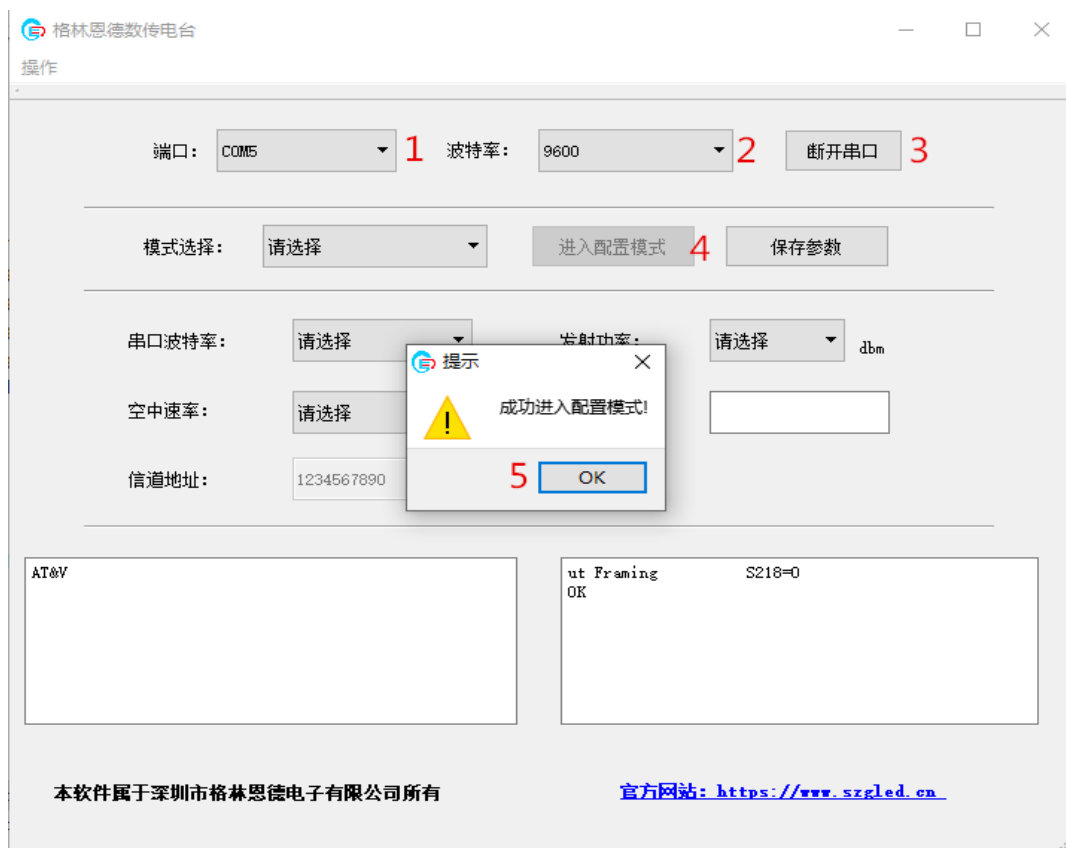 格林恩德数传电台
操作
端口： COM5 1 波特率： 9600 2 断开串口 3
模式选择： 请选择 进入配置模式 4 保存参数
串口波特率： 请选择 发射功率： 请选择 dbm
提示
空中速率： 请选择
成功进入配置模式!
信道地址： 1234567890
5 OK
AT&V
ut Framing S218=0
OK
本软件属于深圳市格林恩德电子有限公司所有
官方网站：https://www.szgled.cn